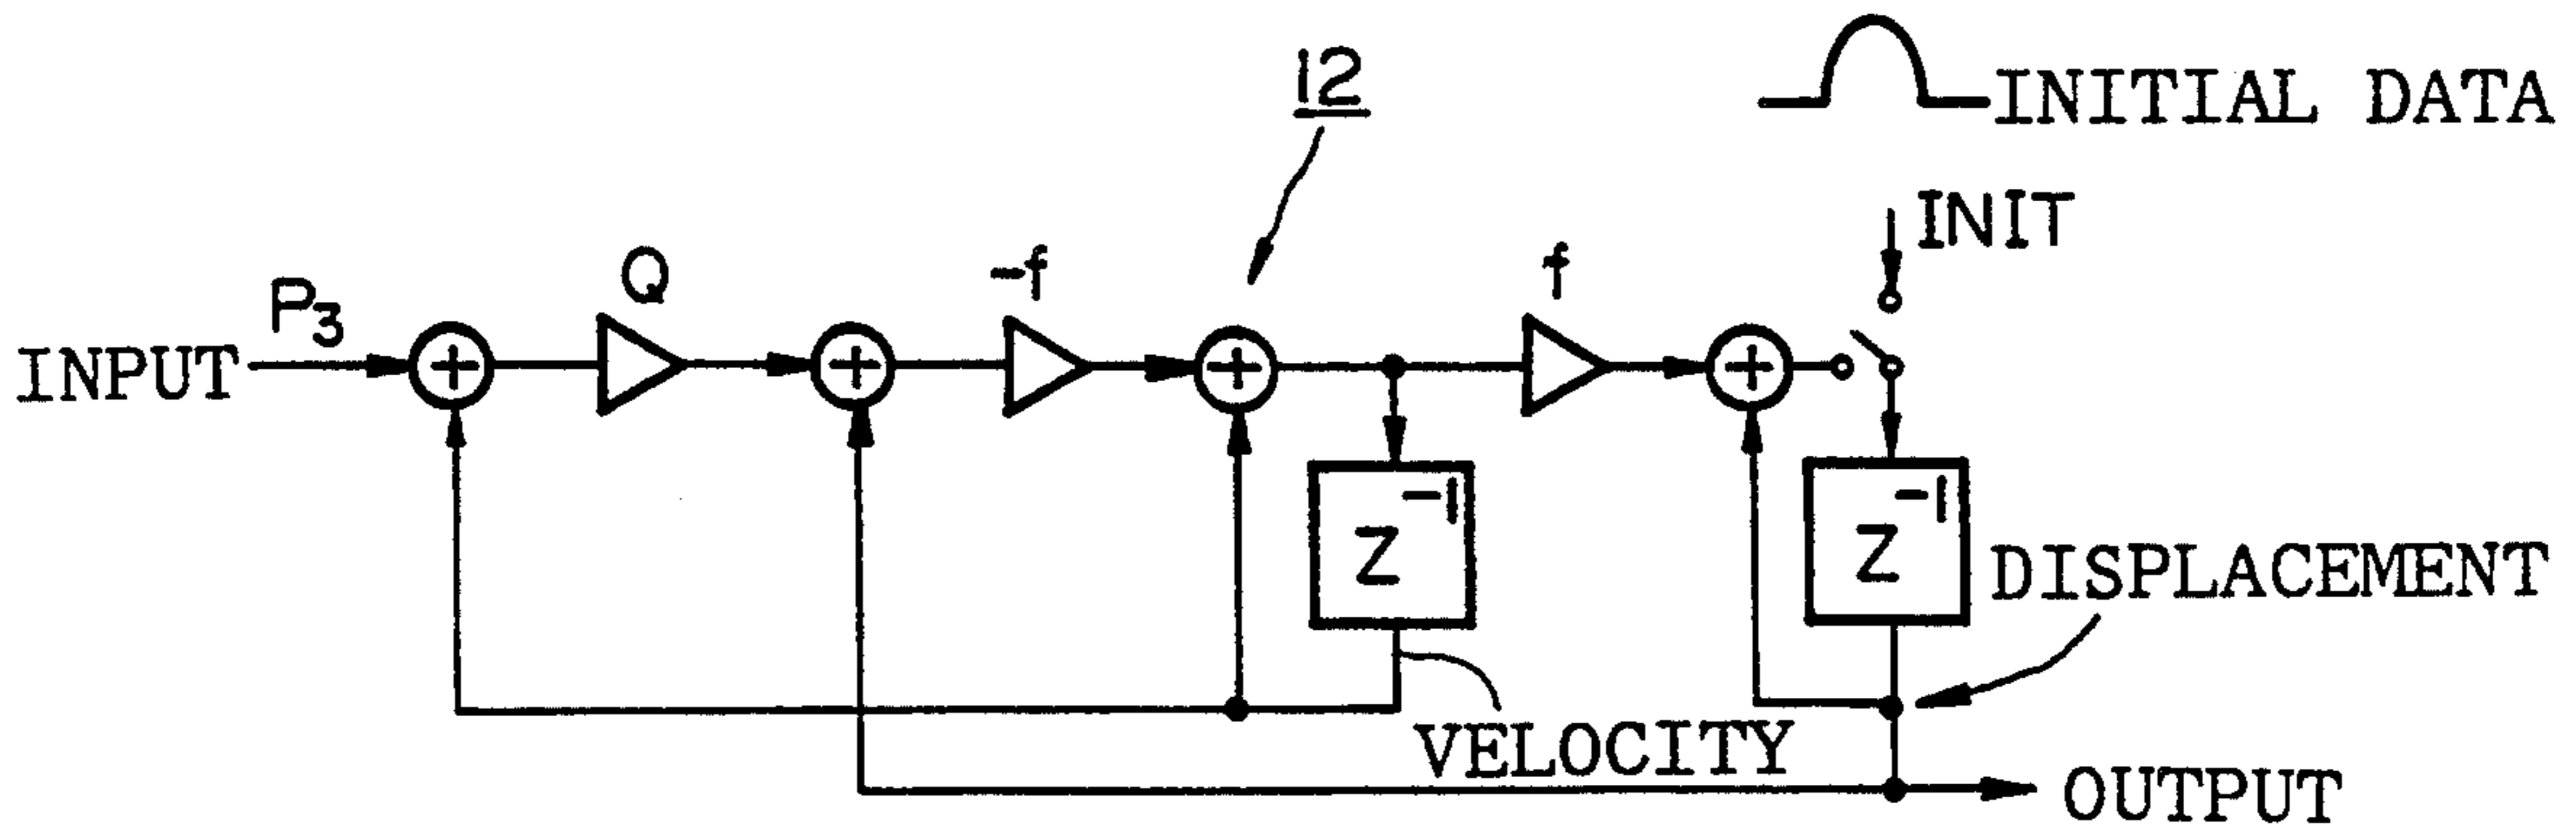 12
INITIAL DATA
INIT
INPUT
P3
+
Q
+
-f
+
f
+
Z-1
Z-1
DISPLACEMENT
VELOCITY
OUTPUT